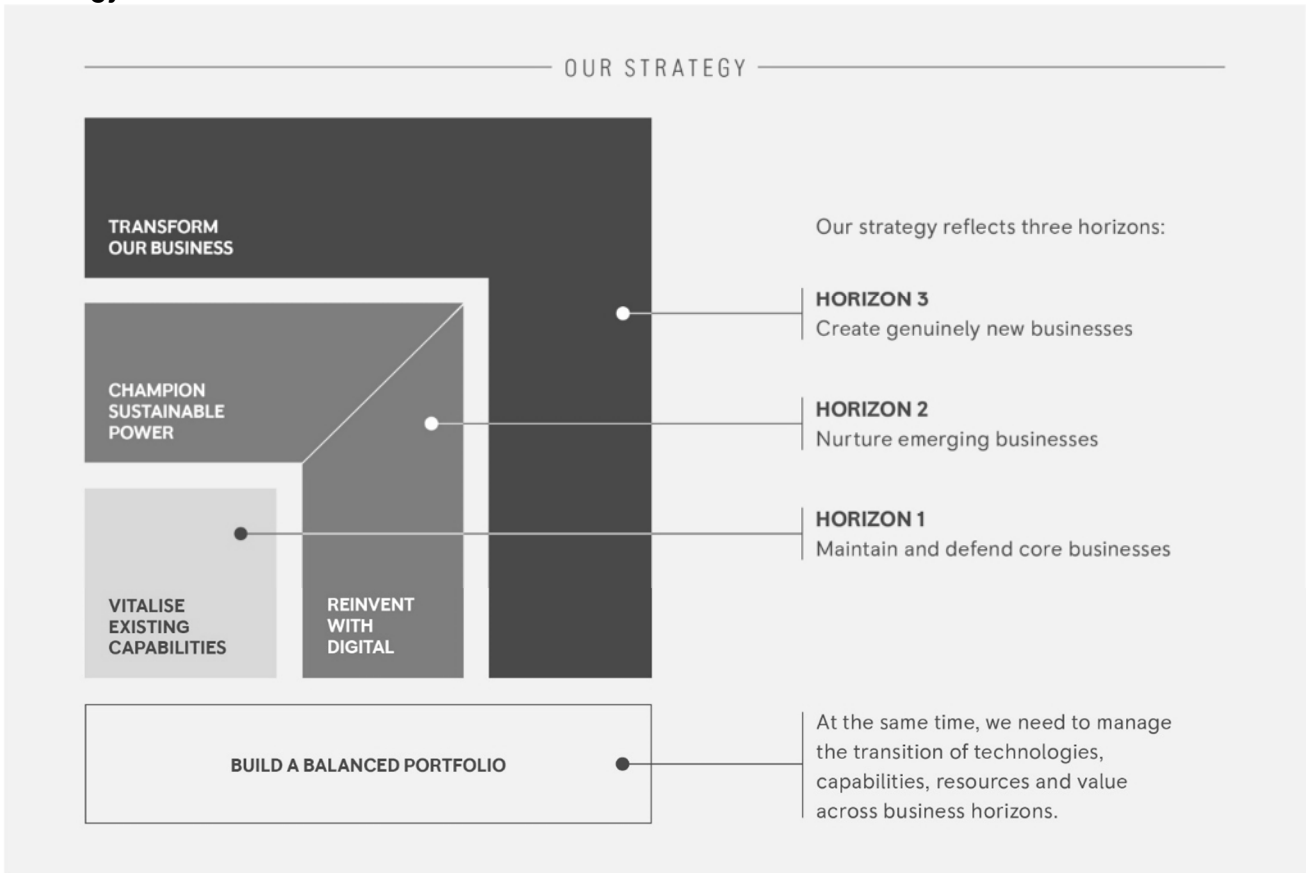 OUR STRATEGY
TRANSFORM
OUR BUSINESS
CHAMPION
SUSTAINABLE
POWER
VITALISE
EXISTING
CAPABILITIES
REINVENT
WITH
DIGITAL
Our strategy reflects three horizons:
HORIZON 3
Create genuinely new businesses
HORIZON 2
Nurture emerging businesses
HORIZON 1
Maintain and defend core businesses
BUILD A BALANCED PORTFOLIO
At the same time, we need to manage
the transition of technologies,
capabilities, resources and value
across business horizons.